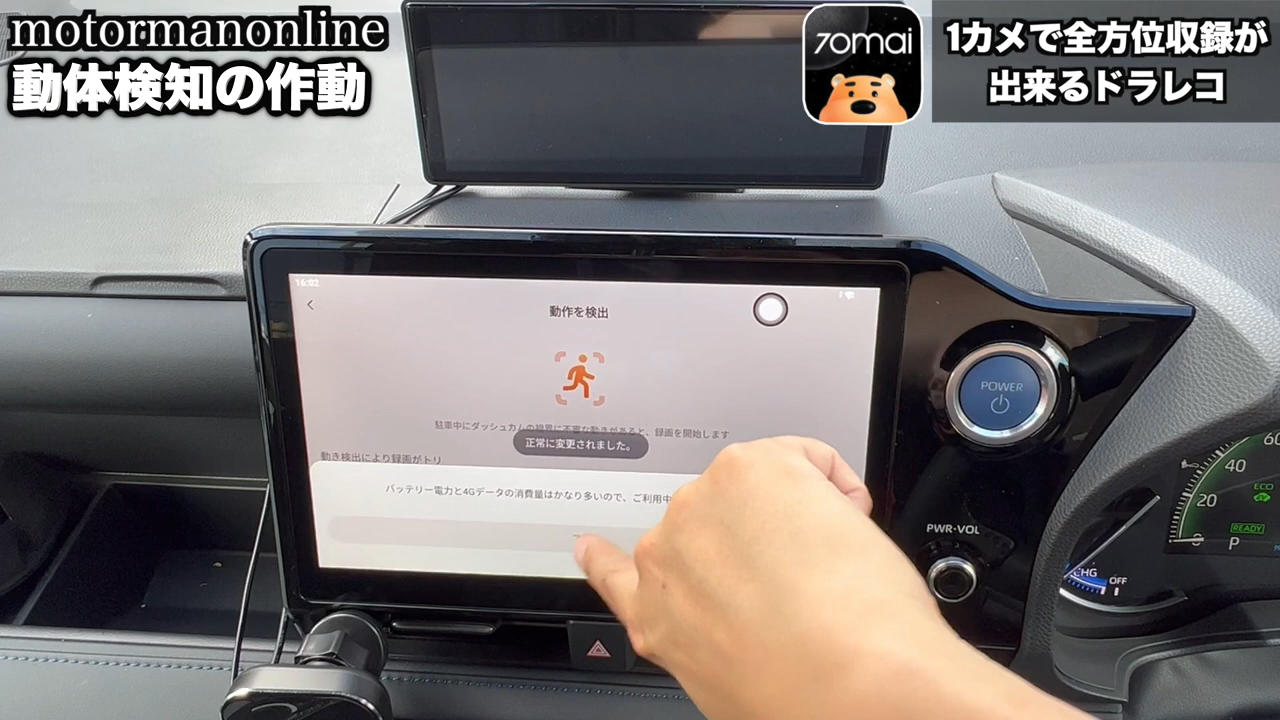 motormanonline
動体検知の作動
70mai
1カメで全方位収録が
出来るドラレコ
16:02
動作を検出
駐車中にダッシュカムの視界に不審な動きがあると、録画を開始します
正常に変更されました。
動き検出により録画がトリ
バッテリー電力と4Gデータの消費量はかなり多いので、ご利用中
POWER
PWR·VOL
60
40
20
ECO
READY
P
CHG
OFF